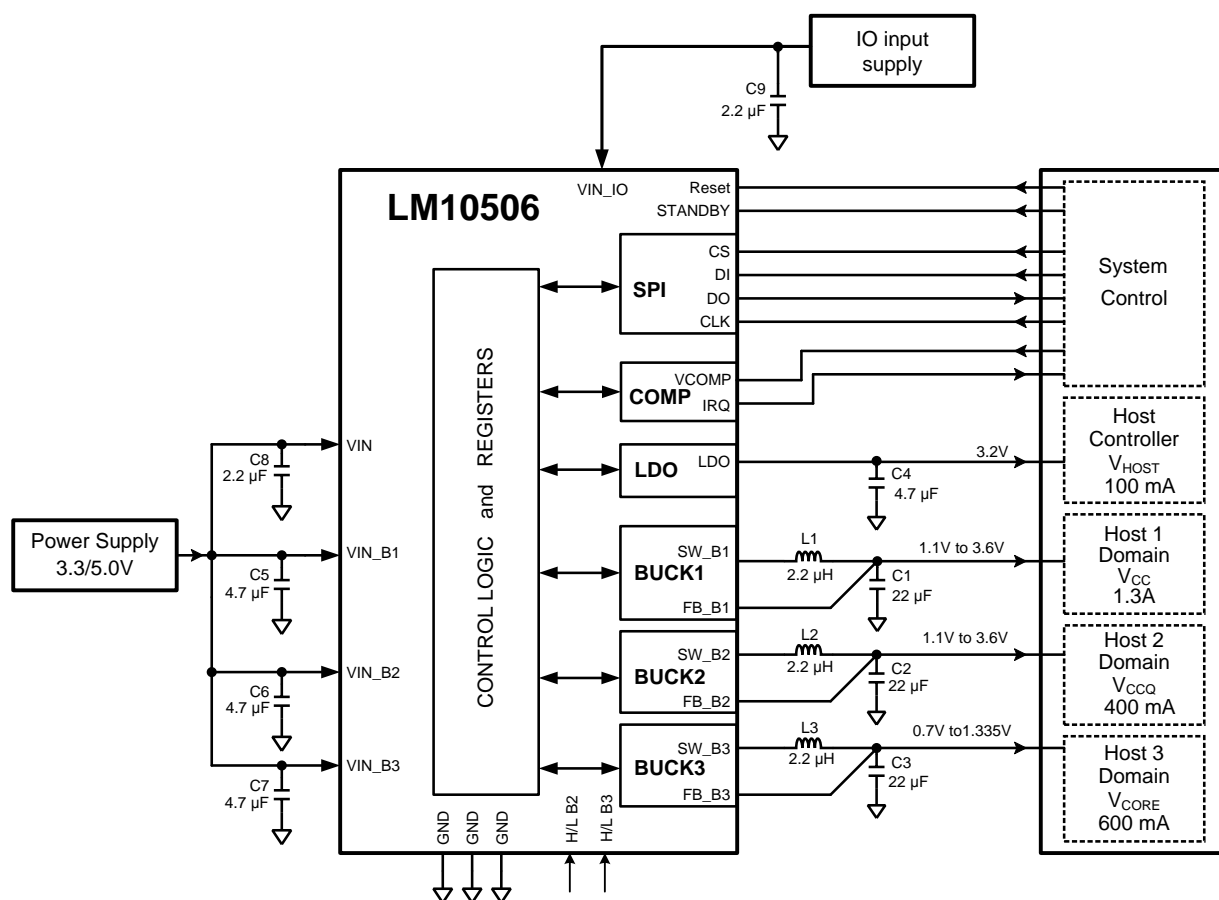 IO input
supply
C9
2.2 µF
VIN_IO
LM10506
Reset
STANDBY
CS
DI
DO
CLK
SPI
System
Control
VCOMP
IRQ
COMP
CONTROL LOGIC and REGISTERS
VIN
C8
2.2 µF
LDO
LDO
3.2V
C4
4.7 µF
Host
Controller
VHOST
100 mA
Power Supply
3.3/5.0V
VIN_B1
C5
4.7 µF
SW_B1
BUCK1
FB_B1
L1
2.2 µH
1.1V to 3.6V
C1
22 µF
Host 1
Domain
VCC
1.3A
VIN_B2
C6
4.7 µF
SW_B2
BUCK2
FB_B2
L2
2.2 µH
1.1V to 3.6V
C2
22 µF
Host 2
Domain
VCCQ
400 mA
VIN_B3
C7
4.7 µF
SW_B3
BUCK3
FB_B3
L3
2.2 µH
0.7V to1.335V
C3
22 µF
Host 3
Domain
VCORE
600 mA
GND
GND
GND
H/L B2
H/L B3